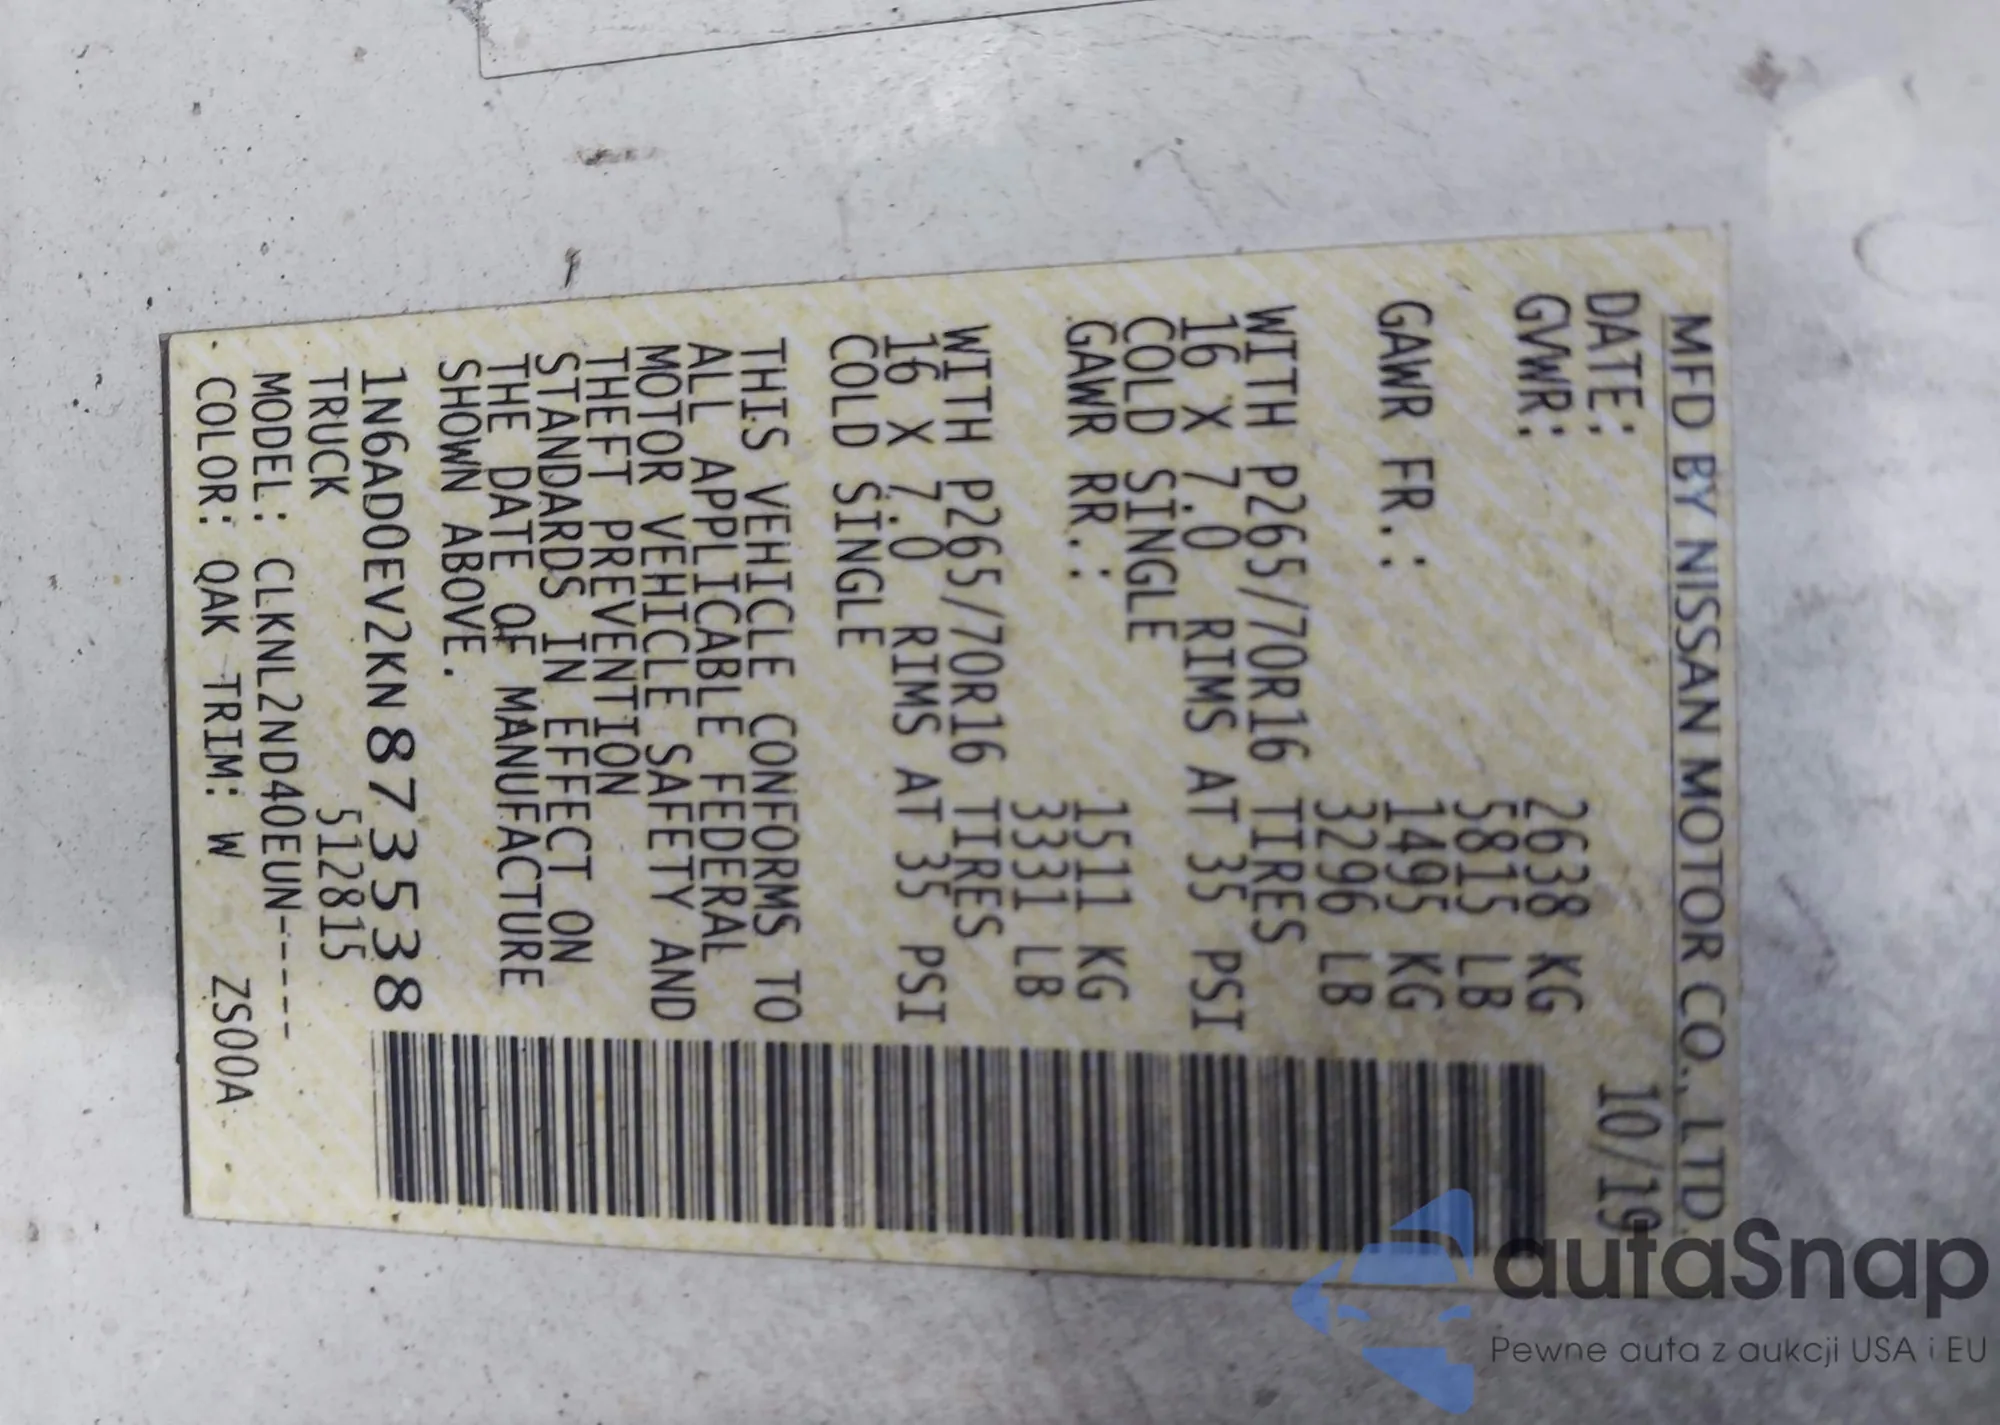 MFD BY NISSAN MOTOR CO., LTD.
DATE: 10/19
GVWR: 2638 KG
5815 LB
GAWR FR.: 1495 KG
3296 LB
WITH P265/70R16 TIRES
16 X 7.0 RIMS AT 35 PSI
COLD SINGLE
GAWR RR.: 1511 KG
3331 LB
WITH P265/70R16 TIRES
16 X 7.0 RIMS AT 35 PSI
COLD SINGLE
THIS VEHICLE CONFORMS TO
ALL APPLICABLE FEDERAL
MOTOR VEHICLE SAFETY AND
THEFT PREVENTION
STANDARDS IN EFFECT ON
THE DATE OF MANUFACTURE
SHOWN ABOVE.
1N6AD0EV2KN873538
TRUCK 512815
MODEL: CLKNL2ND40EUN-----
COLOR: QAK TRIM: W ZS00A
autaSnap
Pewne auta z aukcji USA i EU